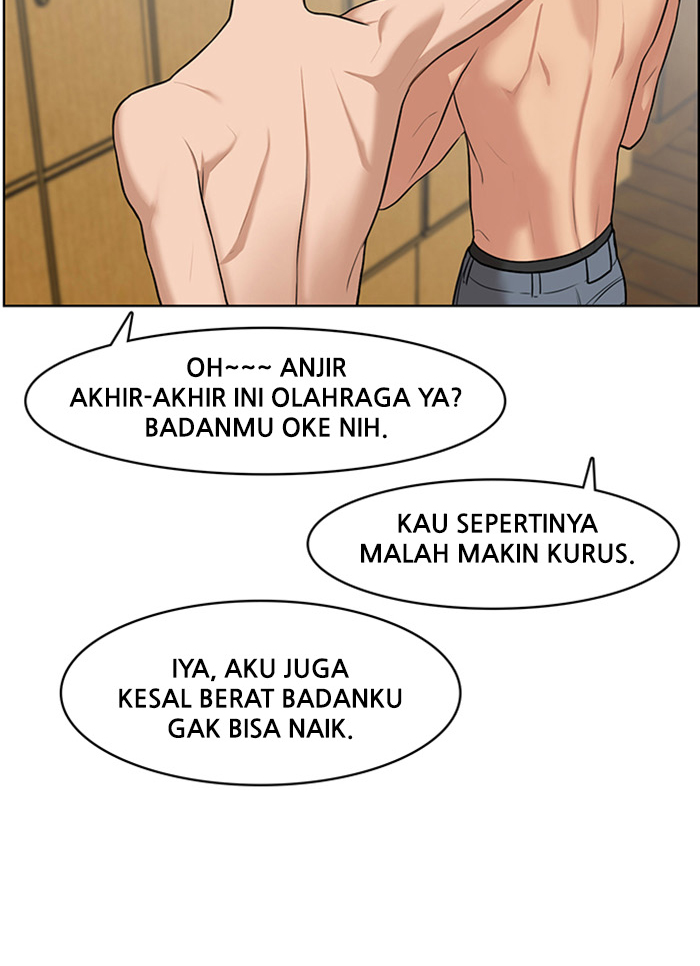 OH~~~ ANJIR
AKHIR-AKHIR INI OLAHRAGA YA?
BADANMU OKE NIH.
KAU SEPERTINYA
MALAH MAKIN KURUS.
IYA, AKU JUGA
KESAL BERAT BADANKU
GAK BISA NAIK.